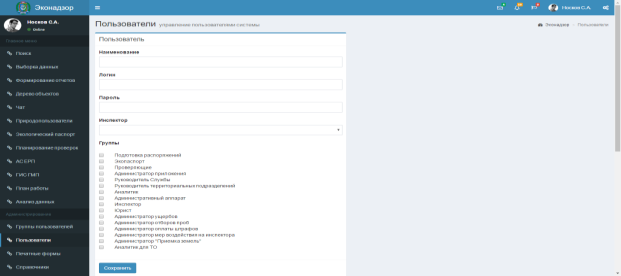 Эконадзор
Носков С.А.
Носков С.А.
Online
Поиск
Выборка данных
Формирование отчетов
Дерево объектов
Чат
Природопользователи
Экологический паспорт
Планирование проверок
АС ЕРП
ГИС ГМП
План работы
Анализ данных
Администрирование
Группы пользователей
Пользователи
Печатные формы
Справочники
Пользователи управление пользователями системы
Эконадзор Пользователи
Пользователь
Наименование
Логин
Пароль
Инспектор
Группы
Подготовка распоряжений
Экопаспорт
Проверяющие
Администратор приложения
Руководитель Службы
Руководитель территориальных подразделений
Аналитик
Административный аппарат
Инспектор
Юрист
Администратор ущербов
Администратор отборов проб
Администратор оплаты штрафов
Администратор мер воздействия на инспектора
Администратор "Приемка земель"
Аналитик для ТО
Сохранить